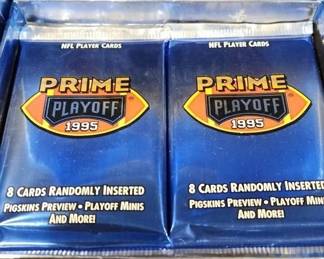 NFL PLAYER CARDS
PRIME
PLAYOFF
1995
8 CARDS RANDOMLY INSERTED
PIGSKINS PREVIEW • PLAYOFF MINIS
AND MORE!
NFL PLAYER CARDS
PRIME
PLAYOFF
1995
8 CARDS RANDOMLY INSERTED
PIGSKINS PREVIEW • PLAYOFF MINIS
AND MORE!